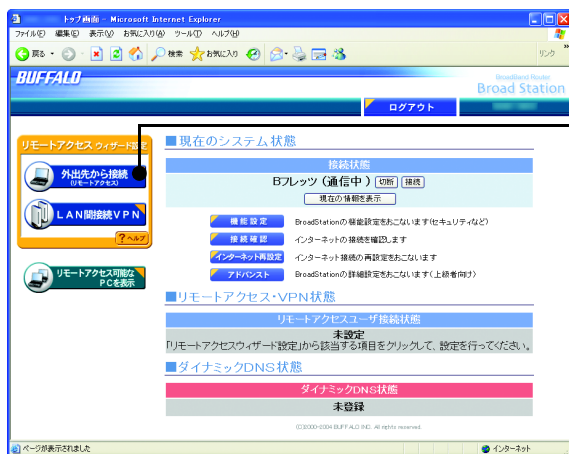 トップ画面 - Microsoft Internet Explorer
ファイル(F) 編集(E) 表示(V) お気に入り(A) ツール(T) ヘルプ(H)
戻る 検索 お気に入り リンク »
BUFFALO
BroadBand Router
Broad Station
ログアウト
リモートアクセス ウィザード設定
外出先から接続
(リモートアクセス)
LAN間接続VPN
?ヘルプ
リモートアクセス可能な
PCを表示
■現在のシステム状態
接続状態
Bフレッツ (通信中 ) 切断 接続
現在の情報を表示
機能設定 BroadStationの機能設定をおこないます(セキュリティなど)
接続確認 インターネットの接続を確認します
インターネット再設定 インターネット接続の再設定をおこないます
アドバンスト BroadStationの詳細設定をおこないます(上級者向け)
■リモートアクセス・VPN状態
リモートアクセスユーザ接続状態
未設定
「リモートアクセスウィザード設定」から該当する項目をクリックして、設定を行ってください。
■ダイナミックDNS状態
ダイナミックDNS状態
未登録
(C)2000-2004 BUFFALO INC. All rights reserved.
ページが表示されました インターネット